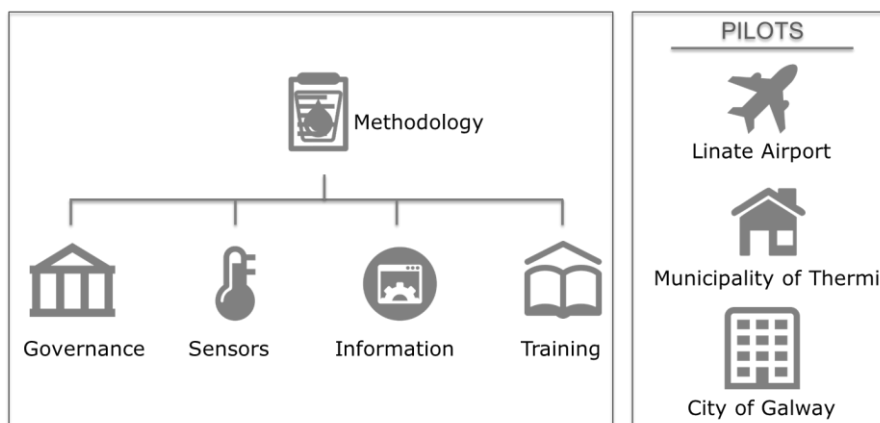 Methodology
Governance
Sensors
Information
Training
PILOTS
Linate Airport
Municipality of Thermi
City of Galway